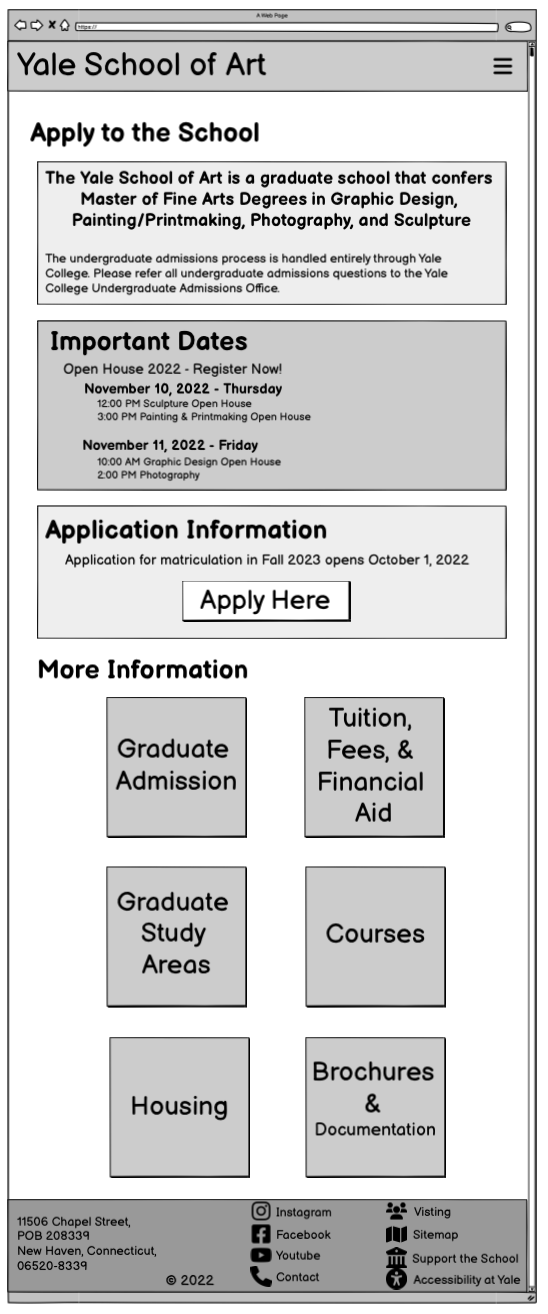 A Web Page
https://
Yale School of Art
Apply to the School
The Yale School of Art is a graduate school that confers
Master of Fine Arts Degrees in Graphic Design,
Painting/Printmaking, Photography, and Sculpture
The undergraduate admissions process is handled entirely through Yale
College. Please refer all undergraduate admissions questions to the Yale
College Undergraduate Admissions Office.
Important Dates
Open House 2022 - Register Now!
November 10, 2022 - Thursday
12:00 PM Sculpture Open House
3:00 PM Painting & Printmaking Open House
November 11, 2022 - Friday
10:00 AM Graphic Design Open House
2:00 PM Photography
Application Information
Application for matriculation in Fall 2023 opens October 1, 2022
Apply Here
More Information
Graduate
Admission
Tuition,
Fees, &
Financial
Aid
Graduate
Study
Areas
Courses
Housing
Brochures
&
Documentation
11506 Chapel Street,
POB 208339
New Haven, Connecticut,
06520-8339
© 2022
Instagram
Facebook
Youtube
Contact
Visting
Sitemap
Support the School
Accessibility at Yale